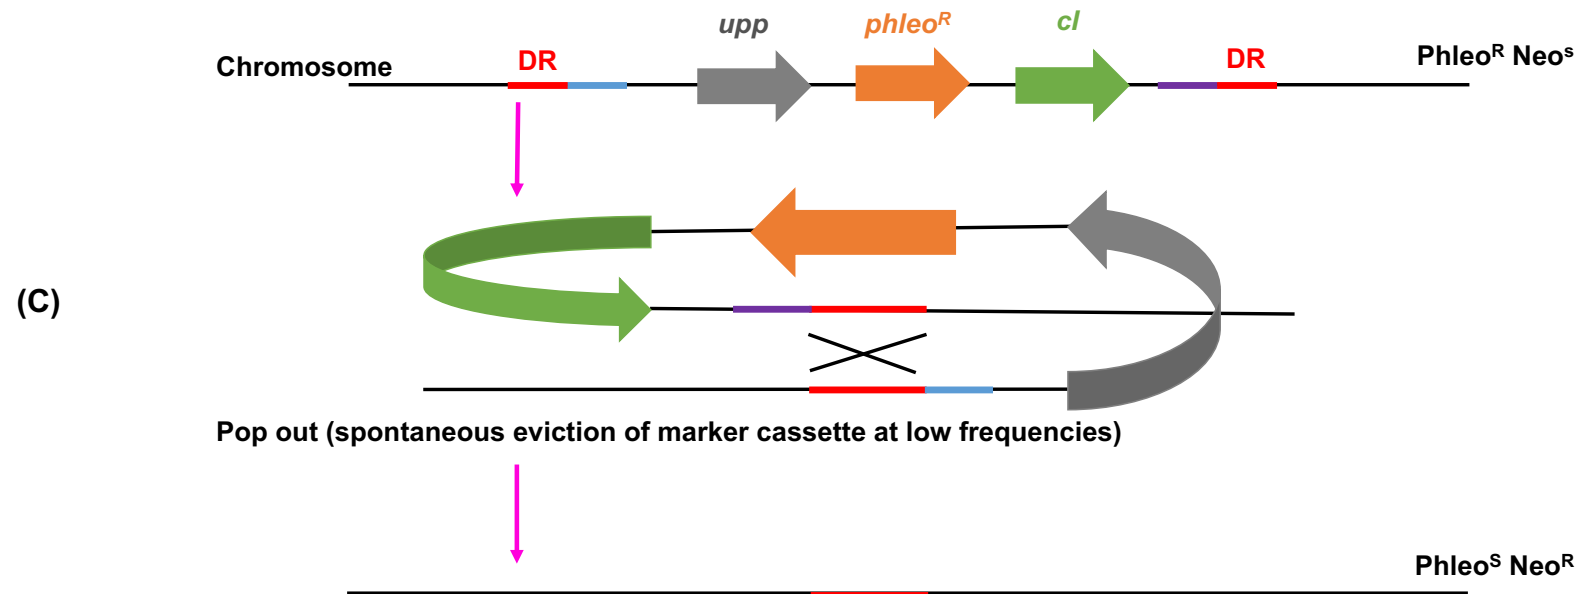 upp phleoᴿ cI
Chromosome DR DR Phleoᴿ Neoˢ
(C)
Pop out (spontaneous eviction of marker cassette at low frequencies)
Phleoˢ Neoᴿ